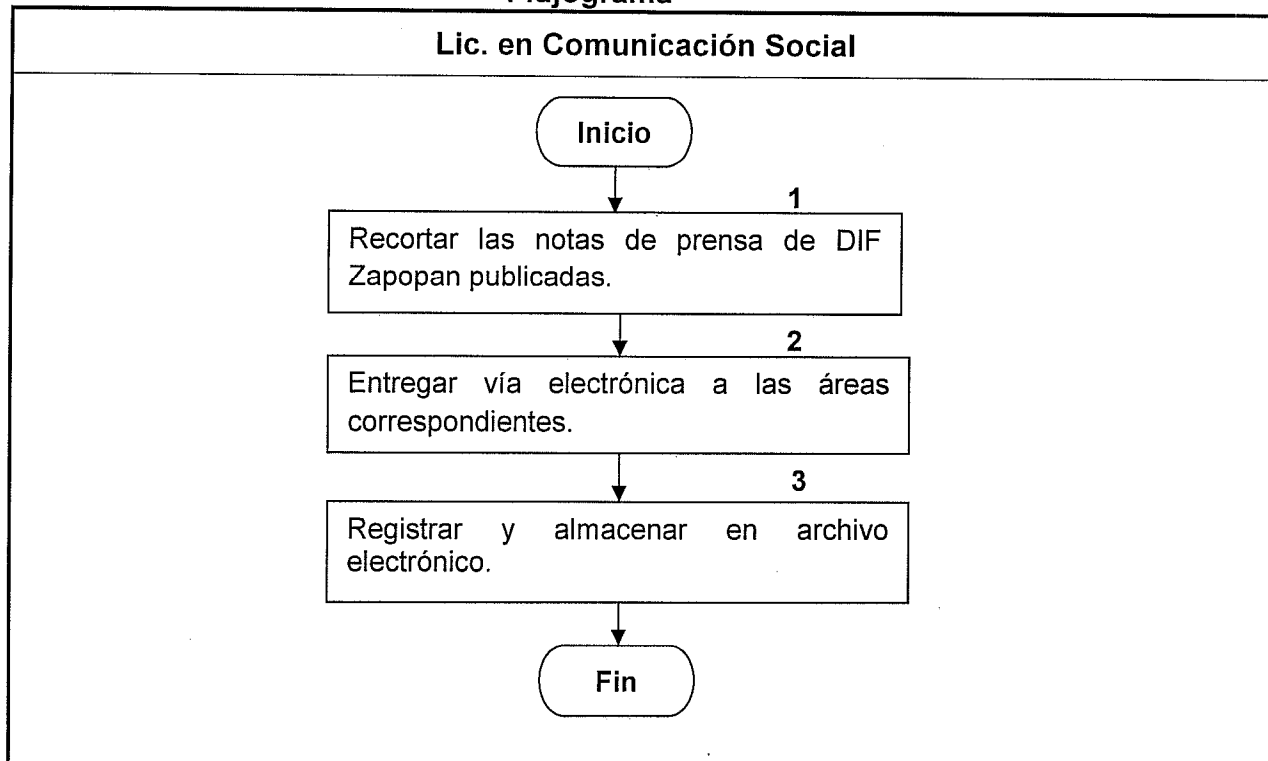 Flujograma
Lic. en Comunicación Social
Inicio
1
Recortar las notas de prensa de DIF
Zapopan publicadas.
2
Entregar vía electrónica a las áreas
correspondientes.
3
Registrar y almacenar en archivo
electrónico.
Fin